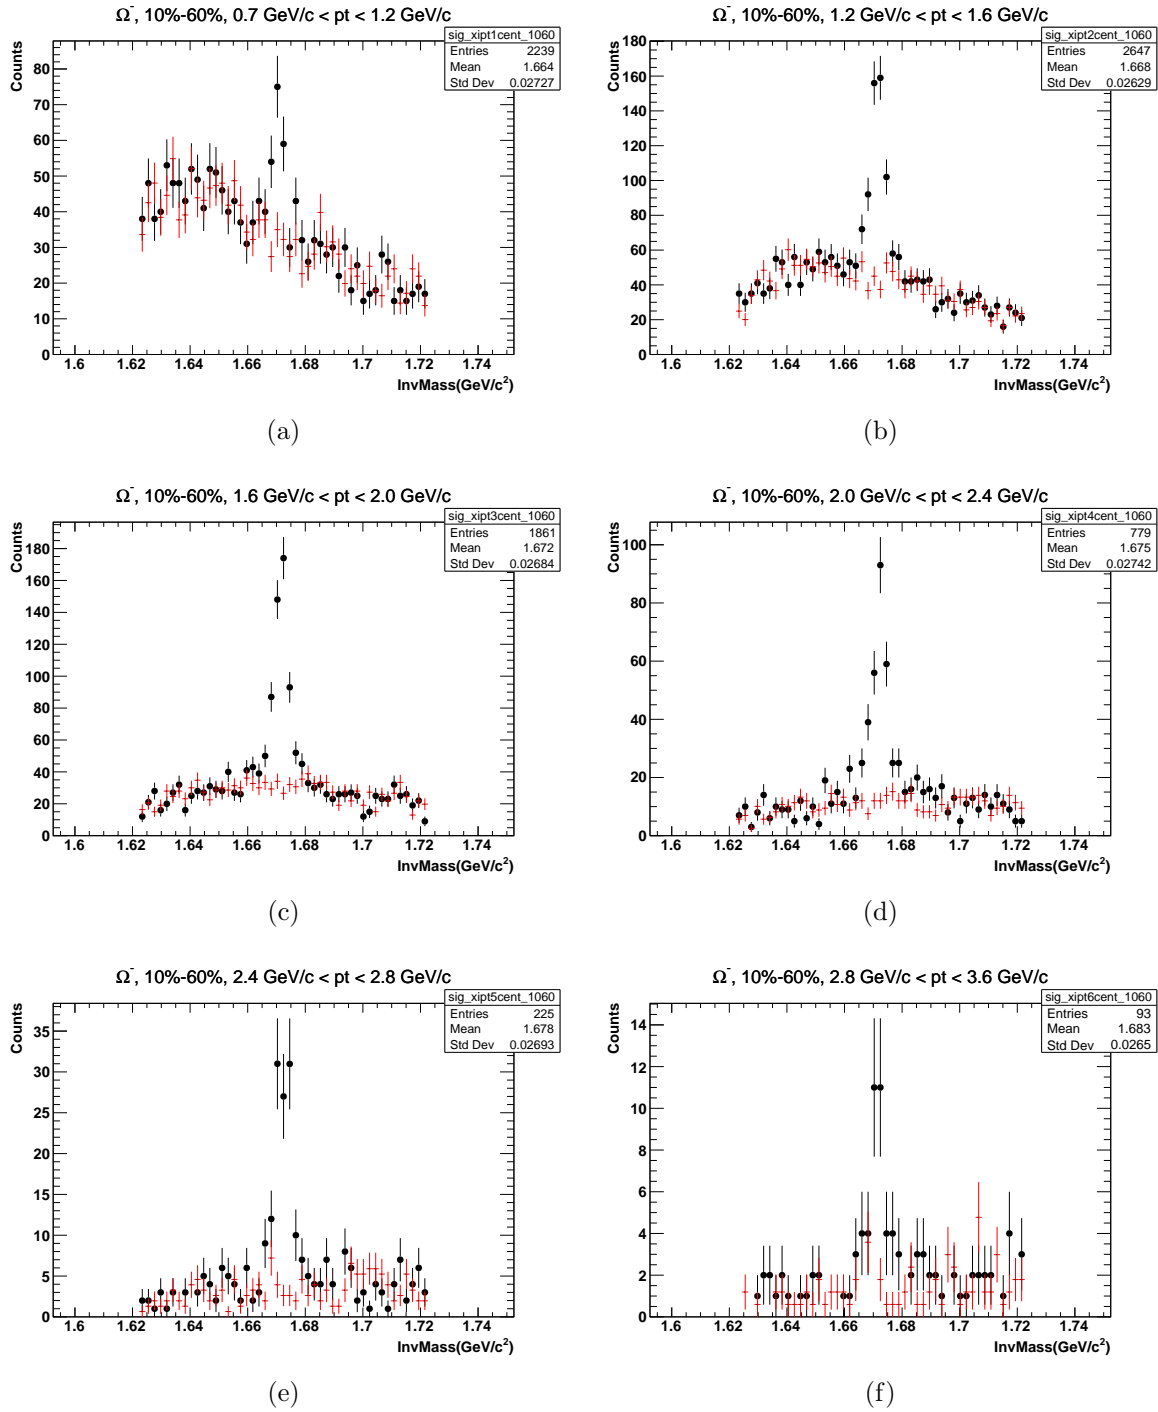 Ω⁻, 10%-60%, 0.7 GeV/c < pt < 1.2 GeV/c
sig_xipt1cent_1060
Entries 2239
Mean 1.664
Std Dev 0.02727
Counts
80
70
60
50
40
30
20
10
0
1.6 1.62 1.64 1.66 1.68 1.7 1.72 1.74
InvMass(GeV/c²)
(a)
Ω⁻, 10%-60%, 1.2 GeV/c < pt < 1.6 GeV/c
sig_xipt2cent_1060
Entries 2647
Mean 1.668
Std Dev 0.02629
Counts
180
160
140
120
100
80
60
40
20
0
1.6 1.62 1.64 1.66 1.68 1.7 1.72 1.74
InvMass(GeV/c²)
(b)
Ω⁻, 10%-60%, 1.6 GeV/c < pt < 2.0 GeV/c
sig_xipt3cent_1060
Entries 1861
Mean 1.672
Std Dev 0.02684
Counts
180
160
140
120
100
80
60
40
20
0
1.6 1.62 1.64 1.66 1.68 1.7 1.72 1.74
InvMass(GeV/c²)
(c)
Ω⁻, 10%-60%, 2.0 GeV/c < pt < 2.4 GeV/c
sig_xipt4cent_1060
Entries 779
Mean 1.675
Std Dev 0.02742
Counts
100
80
60
40
20
0
1.6 1.62 1.64 1.66 1.68 1.7 1.72 1.74
InvMass(GeV/c²)
(d)
Ω⁻, 10%-60%, 2.4 GeV/c < pt < 2.8 GeV/c
sig_xipt5cent_1060
Entries 225
Mean 1.678
Std Dev 0.02693
Counts
35
30
25
20
15
10
5
0
1.6 1.62 1.64 1.66 1.68 1.7 1.72 1.74
InvMass(GeV/c²)
(e)
Ω⁻, 10%-60%, 2.8 GeV/c < pt < 3.6 GeV/c
sig_xipt6cent_1060
Entries 93
Mean 1.683
Std Dev 0.0265
Counts
14
12
10
8
6
4
2
0
1.6 1.62 1.64 1.66 1.68 1.7 1.72 1.74
InvMass(GeV/c²)
(f)